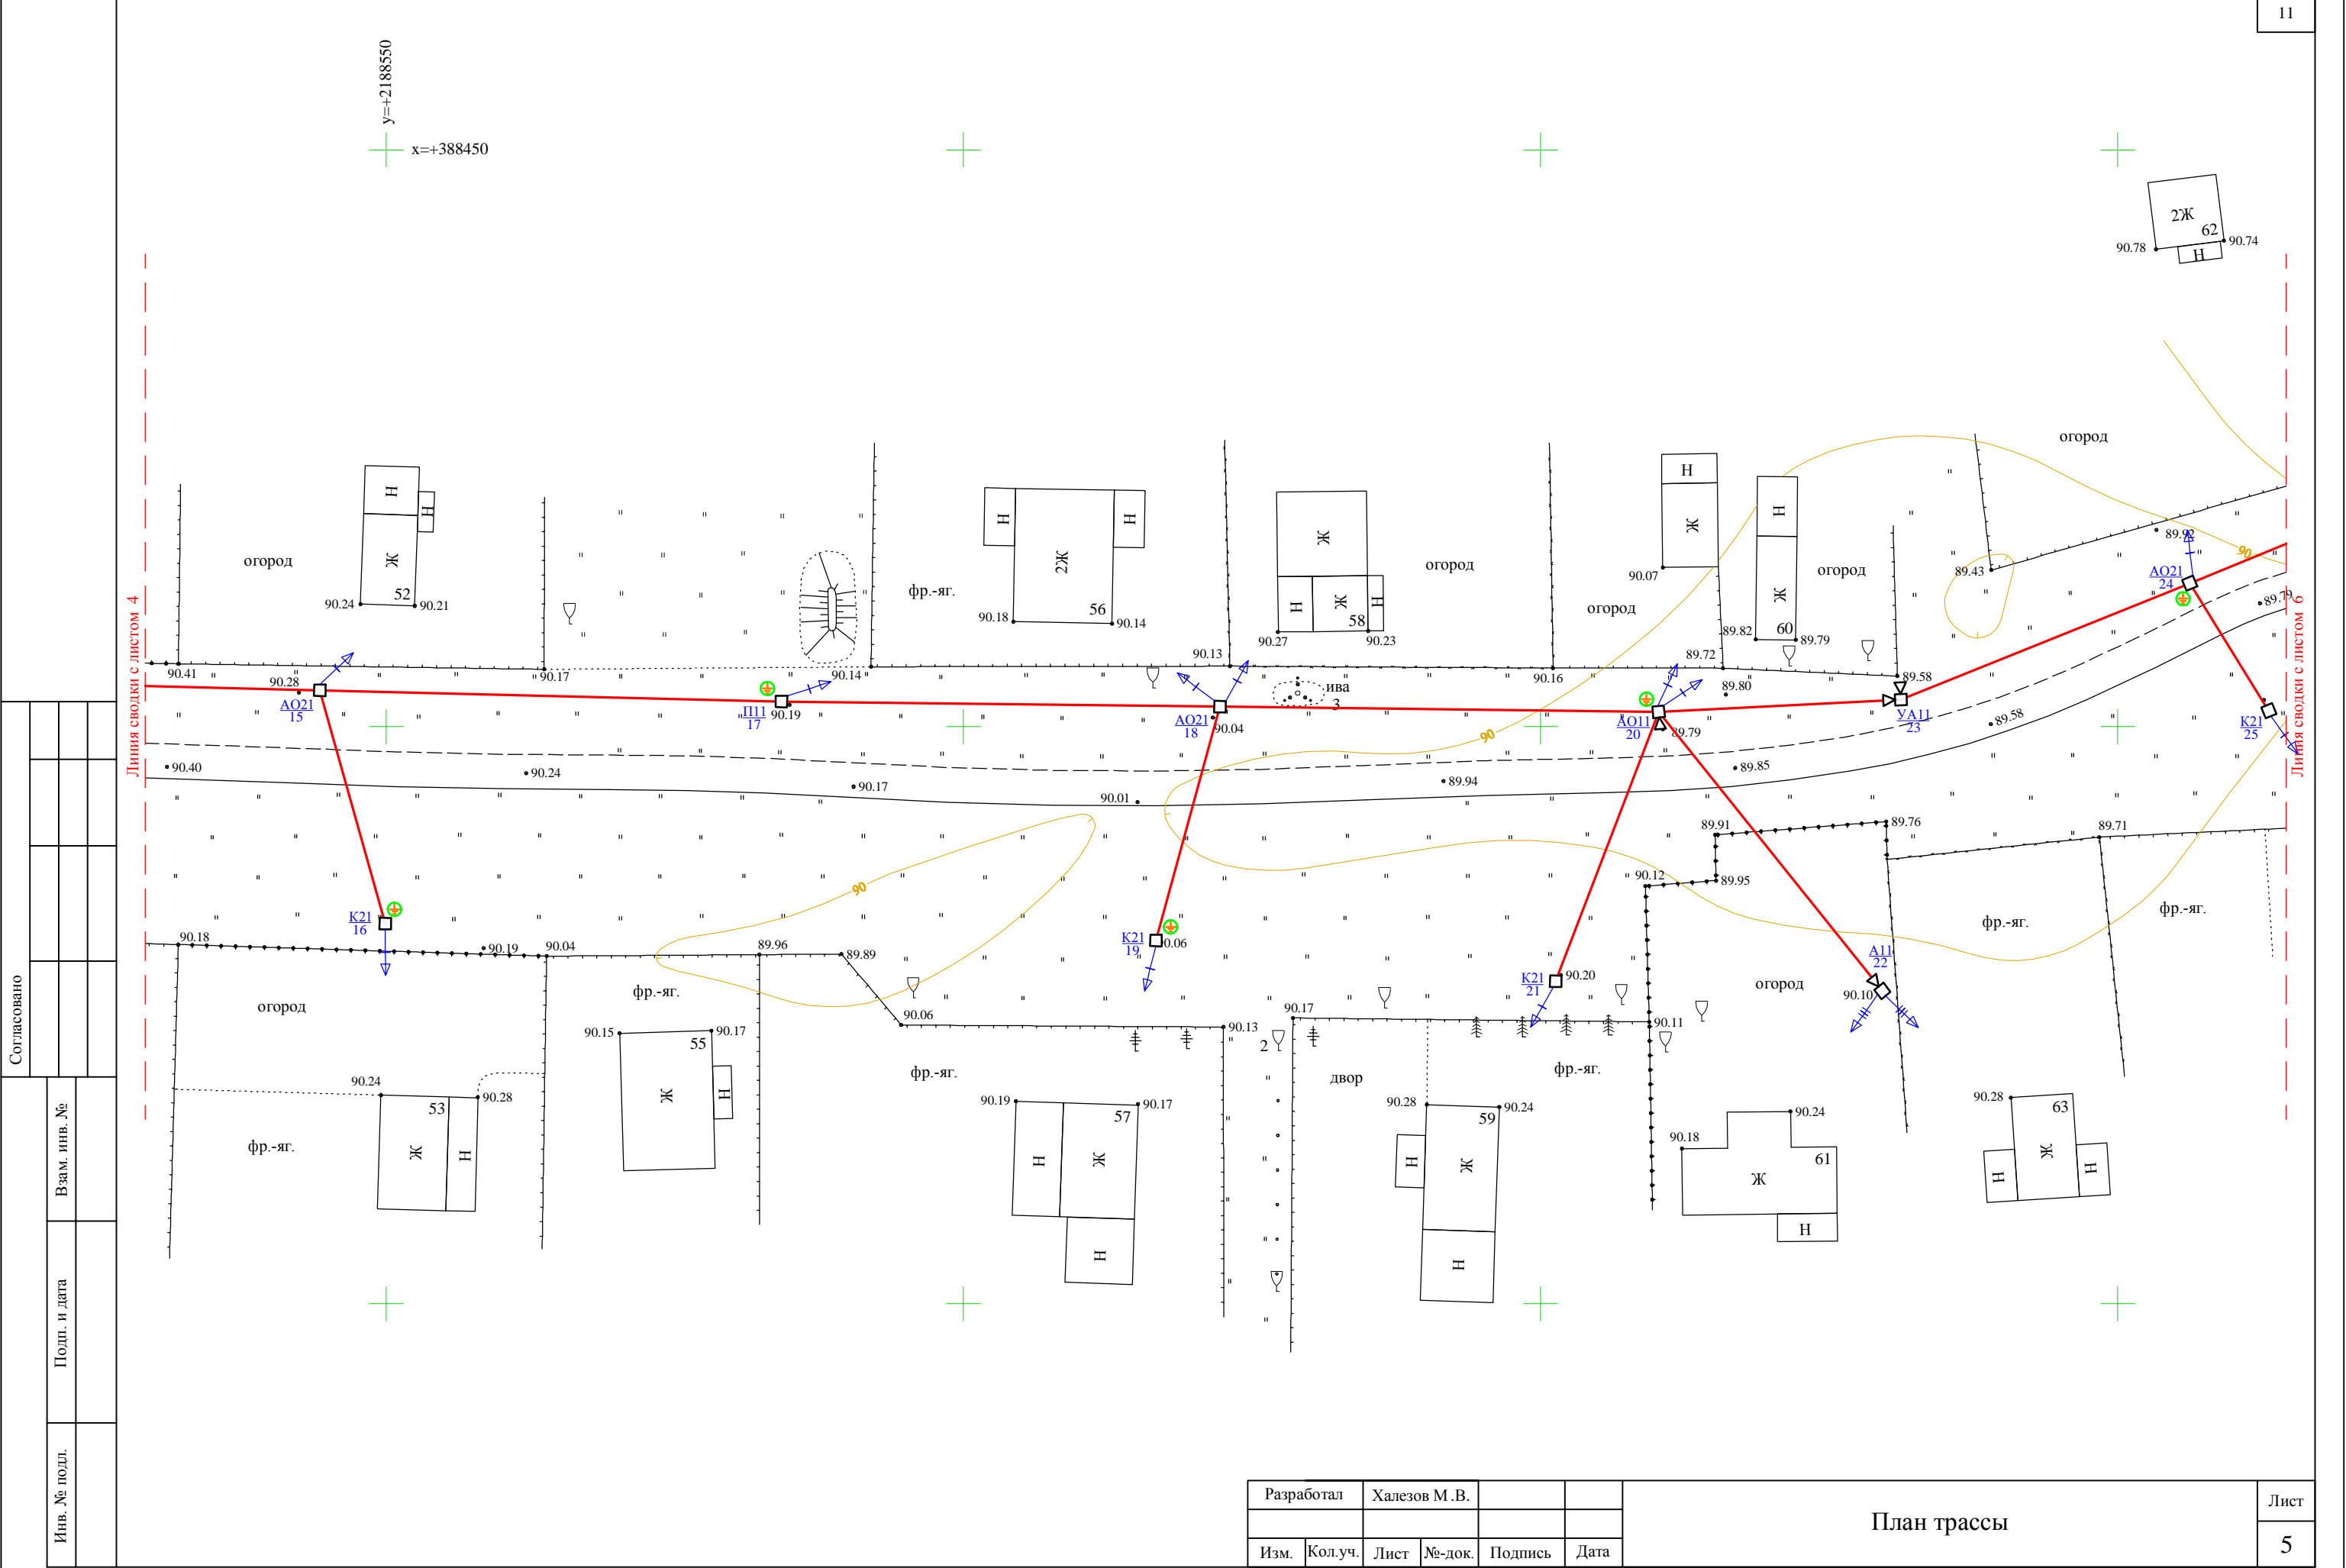 11
y=+2188550
x=+388450
2Ж
62
90.78
90.74
Н
огород
Н
Н
Ж
52
90.24
90.21
огород
Н
Н
2Ж
56
90.18
90.14
фр.-яг.
Ж
Н
Ж
Н
58
90.27
90.23
огород
Н
Ж
90.07
огород
Н
Ж
60
89.82
89.79
огород
89.43
89.92
90
АО21
24
89.79
Линия сводки с листом 4
Линия сводки с листом 6
90.41
90.28
АО21
15
90.17
П11
17
90.19
90.14
90.13
АО21
18
90.04
ива
3
90.16
89.72
89.80
АО11
20
89.79
89.58
УА11
23
89.58
К21
25
90
90.40
90.24
90.17
90.01
89.94
89.85
89.91
89.76
89.71
90.12
89.95
90
К21
16
К21
19
90.06
90.18
90.19
90.04
89.96
89.89
К21
21
90.20
А11
22
90.10
фр.-яг.
фр.-яг.
огород
огород
фр.-яг.
90.06
90.13
90.17
90.11
2
90.15
90.17
55
Ж
Н
фр.-яг.
двор
фр.-яг.
90.24
90.28
53
Ж
Н
фр.-яг.
90.19
90.17
57
Н
Ж
Н
90.28
90.24
59
Н
Ж
Н
90.18
90.24
61
Ж
Н
90.28
63
Н
Ж
Н
Согласовано
Взам. инв. №
Подп. и дата
Инв. № подл.
Разработал Халезов М.В.
Изм. Кол.уч. Лист №-док. Подпись Дата
План трассы
Лист
5